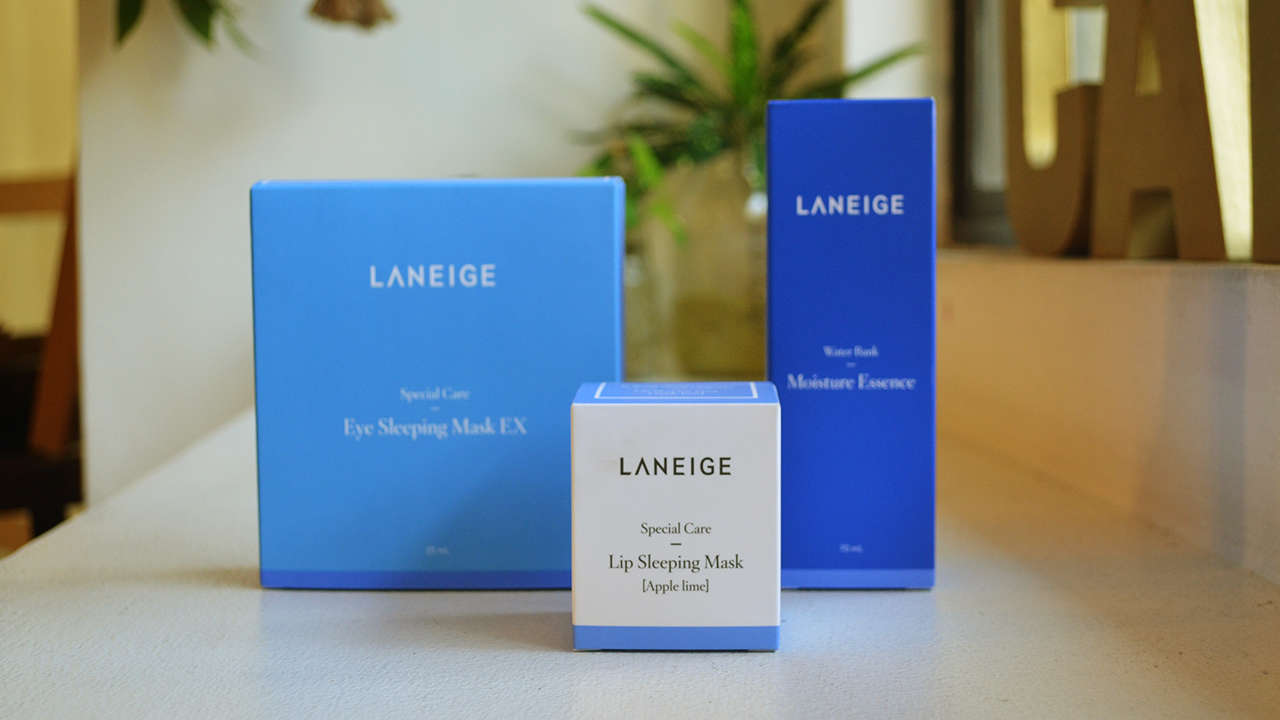 LANEIGE
Special Care
Eye Sleeping Mask EX
LANEIGE
Special Care
Lip Sleeping Mask
[Apple lime]
LANEIGE
Water Bank
Moisture Essence